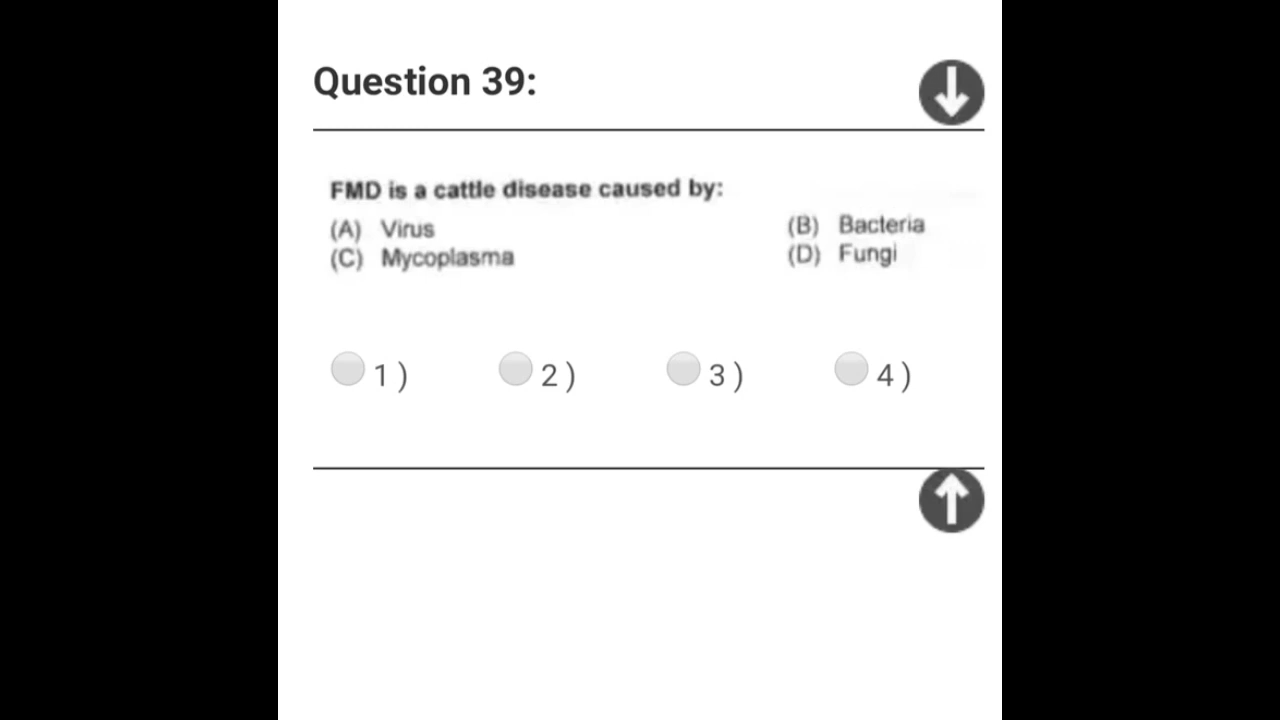 Question 39:
FMD is a cattle disease caused by:
(A) Virus (B) Bacteria
(C) Mycoplasma (D) Fungi
1 ) 2 ) 3 ) 4 )